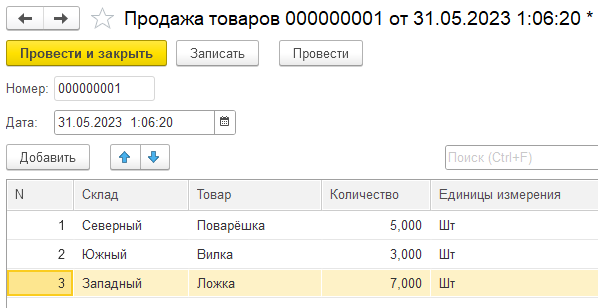 Продажа товаров 000000001 от 31.05.2023 1:06:20 *
Провести и закрыть Записать Провести
Номер: 000000001
Дата: 31.05.2023 1:06:20
Добавить Поиск (Ctrl+F)
N Склад Товар Количество Единицы измерения
1 Северный Поварёшка 5,000 Шт
2 Южный Вилка 3,000 Шт
3 Западный Ложка 7,000 Шт